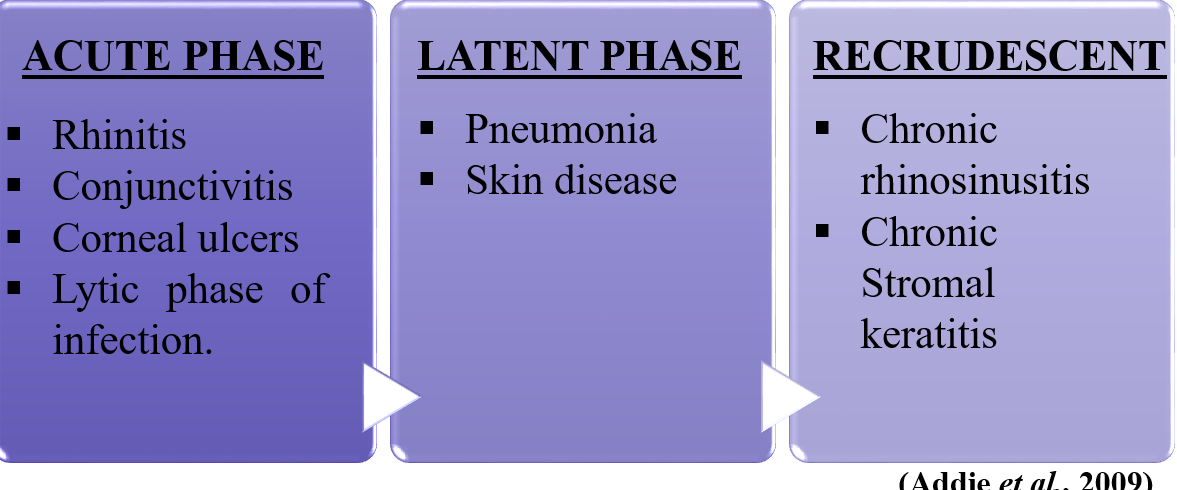 ACUTE PHASE
▪ Rhinitis
▪ Conjunctivitis
▪ Corneal ulcers
▪ Lytic phase of
infection.
LATENT PHASE
▪ Pneumonia
▪ Skin disease
RECRUDESCENT
▪ Chronic
rhinosinusitis
▪ Chronic
Stromal
keratitis
(Addie et al., 2009)